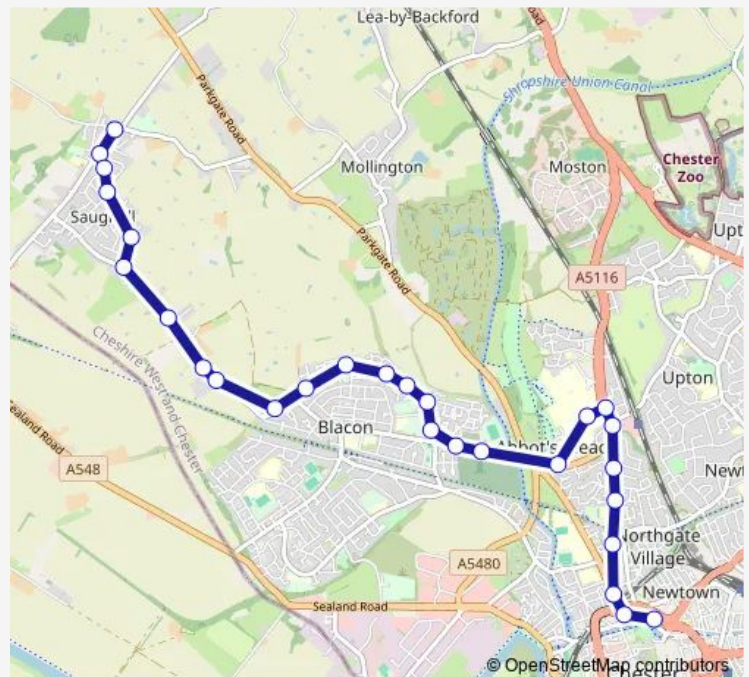 Lea-by-Backford
Road
Parkgate Road
Shropshire Union Canal
Mollington
Moston
Chester
Zoo
Parkgate Road
A5116
Upton
Cheshire West and Chester
Sealand Road
A548
Blacon
A5480
Northgate
Village
Newtown
Sealand Road
© OpenStreetMap contributors